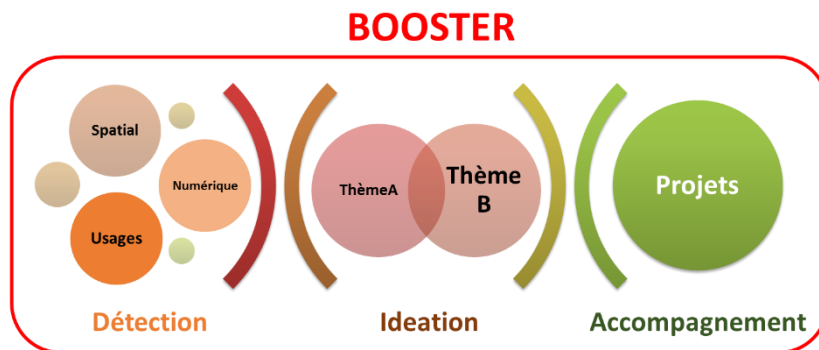 BOOSTER
Spatial
Numérique
Usages
ThèmeA
Thème
B
Projets
Détection
Ideation
Accompagnement